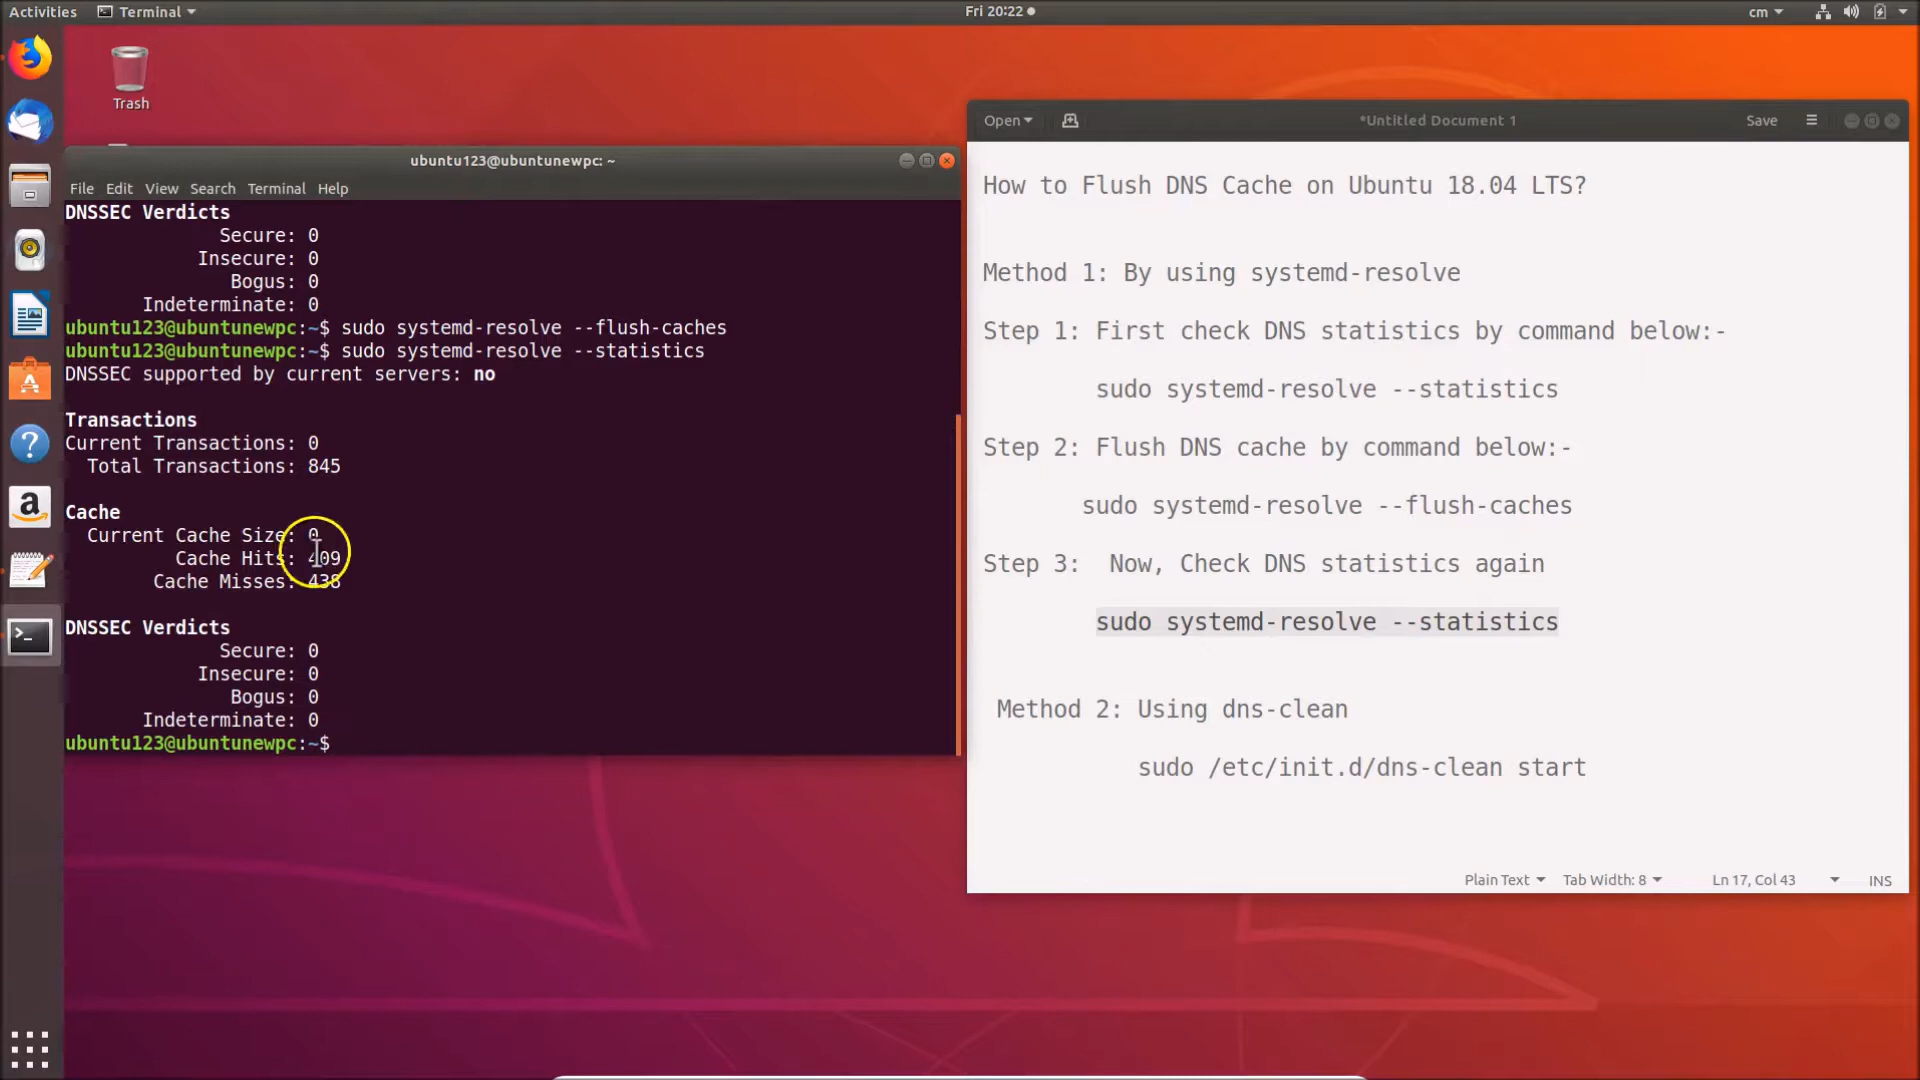 Activities Terminal Fri 20:22 cm
Trash
ubuntu123@ubuntunewpc: ~
File Edit View Search Terminal Help
DNSSEC Verdicts
Secure: 0
Insecure: 0
Bogus: 0
Indeterminate: 0
ubuntu123@ubuntunewpc:~$ sudo systemd-resolve --flush-caches
ubuntu123@ubuntunewpc:~$ sudo systemd-resolve --statistics
DNSSEC supported by current servers: no
Transactions
Current Transactions: 0
Total Transactions: 845
Cache
Current Cache Size: 0
Cache Hits: 409
Cache Misses: 438
DNSSEC Verdicts
Secure: 0
Insecure: 0
Bogus: 0
Indeterminate: 0
ubuntu123@ubuntunewpc:~$
Open *Untitled Document 1 Save
How to Flush DNS Cache on Ubuntu 18.04 LTS?
Method 1: By using systemd-resolve
Step 1: First check DNS statistics by command below:-
sudo systemd-resolve --statistics
Step 2: Flush DNS cache by command below:-
sudo systemd-resolve --flush-caches
Step 3: Now, Check DNS statistics again
sudo systemd-resolve --statistics
Method 2: Using dns-clean
sudo /etc/init.d/dns-clean start
Plain Text Tab Width: 8 Ln 17, Col 43 INS